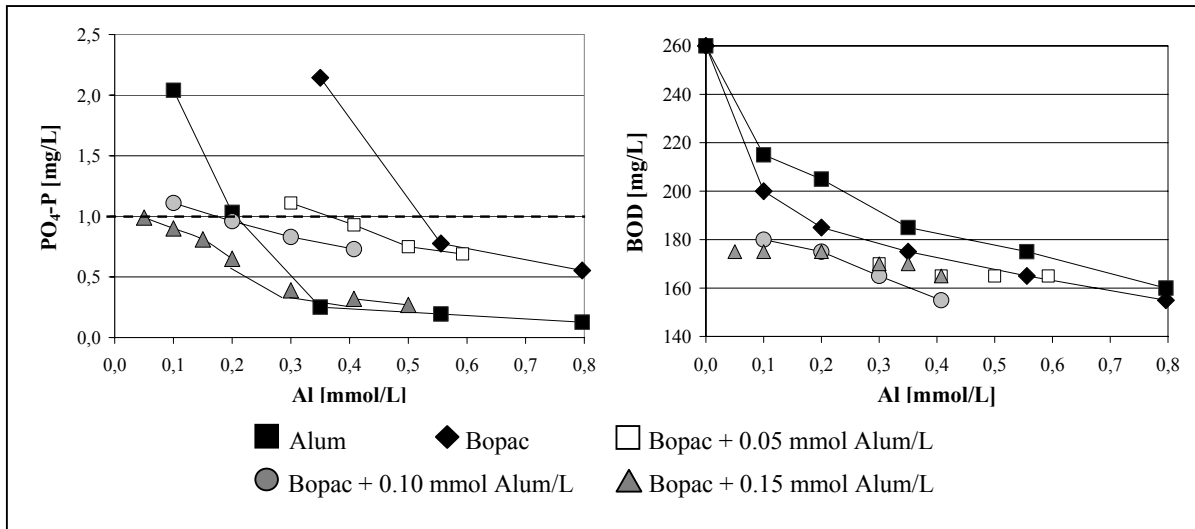 2,5
2,0
1,5
1,0
0,5
0,0
PO₄-P [mg/L]
0,0 0,1 0,2 0,3 0,4 0,5 0,6 0,7 0,8
Al [mmol/L]
260
240
220
200
180
160
140
BOD [mg/L]
0,0 0,1 0,2 0,3 0,4 0,5 0,6 0,7 0,8
Al [mmol/L]
Alum Bopac Bopac + 0.05 mmol Alum/L
Bopac + 0.10 mmol Alum/L Bopac + 0.15 mmol Alum/L